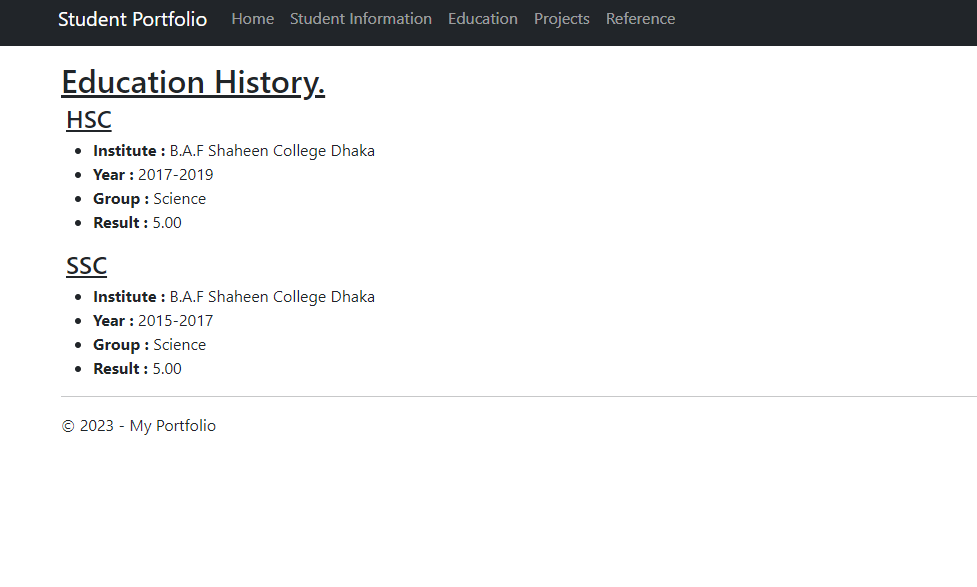 Student Portfolio Home Student Information Education Projects Reference
Education History.
HSC
Institute : B.A.F Shaheen College Dhaka
Year : 2017-2019
Group : Science
Result : 5.00
SSC
Institute : B.A.F Shaheen College Dhaka
Year : 2015-2017
Group : Science
Result : 5.00
© 2023 - My Portfolio